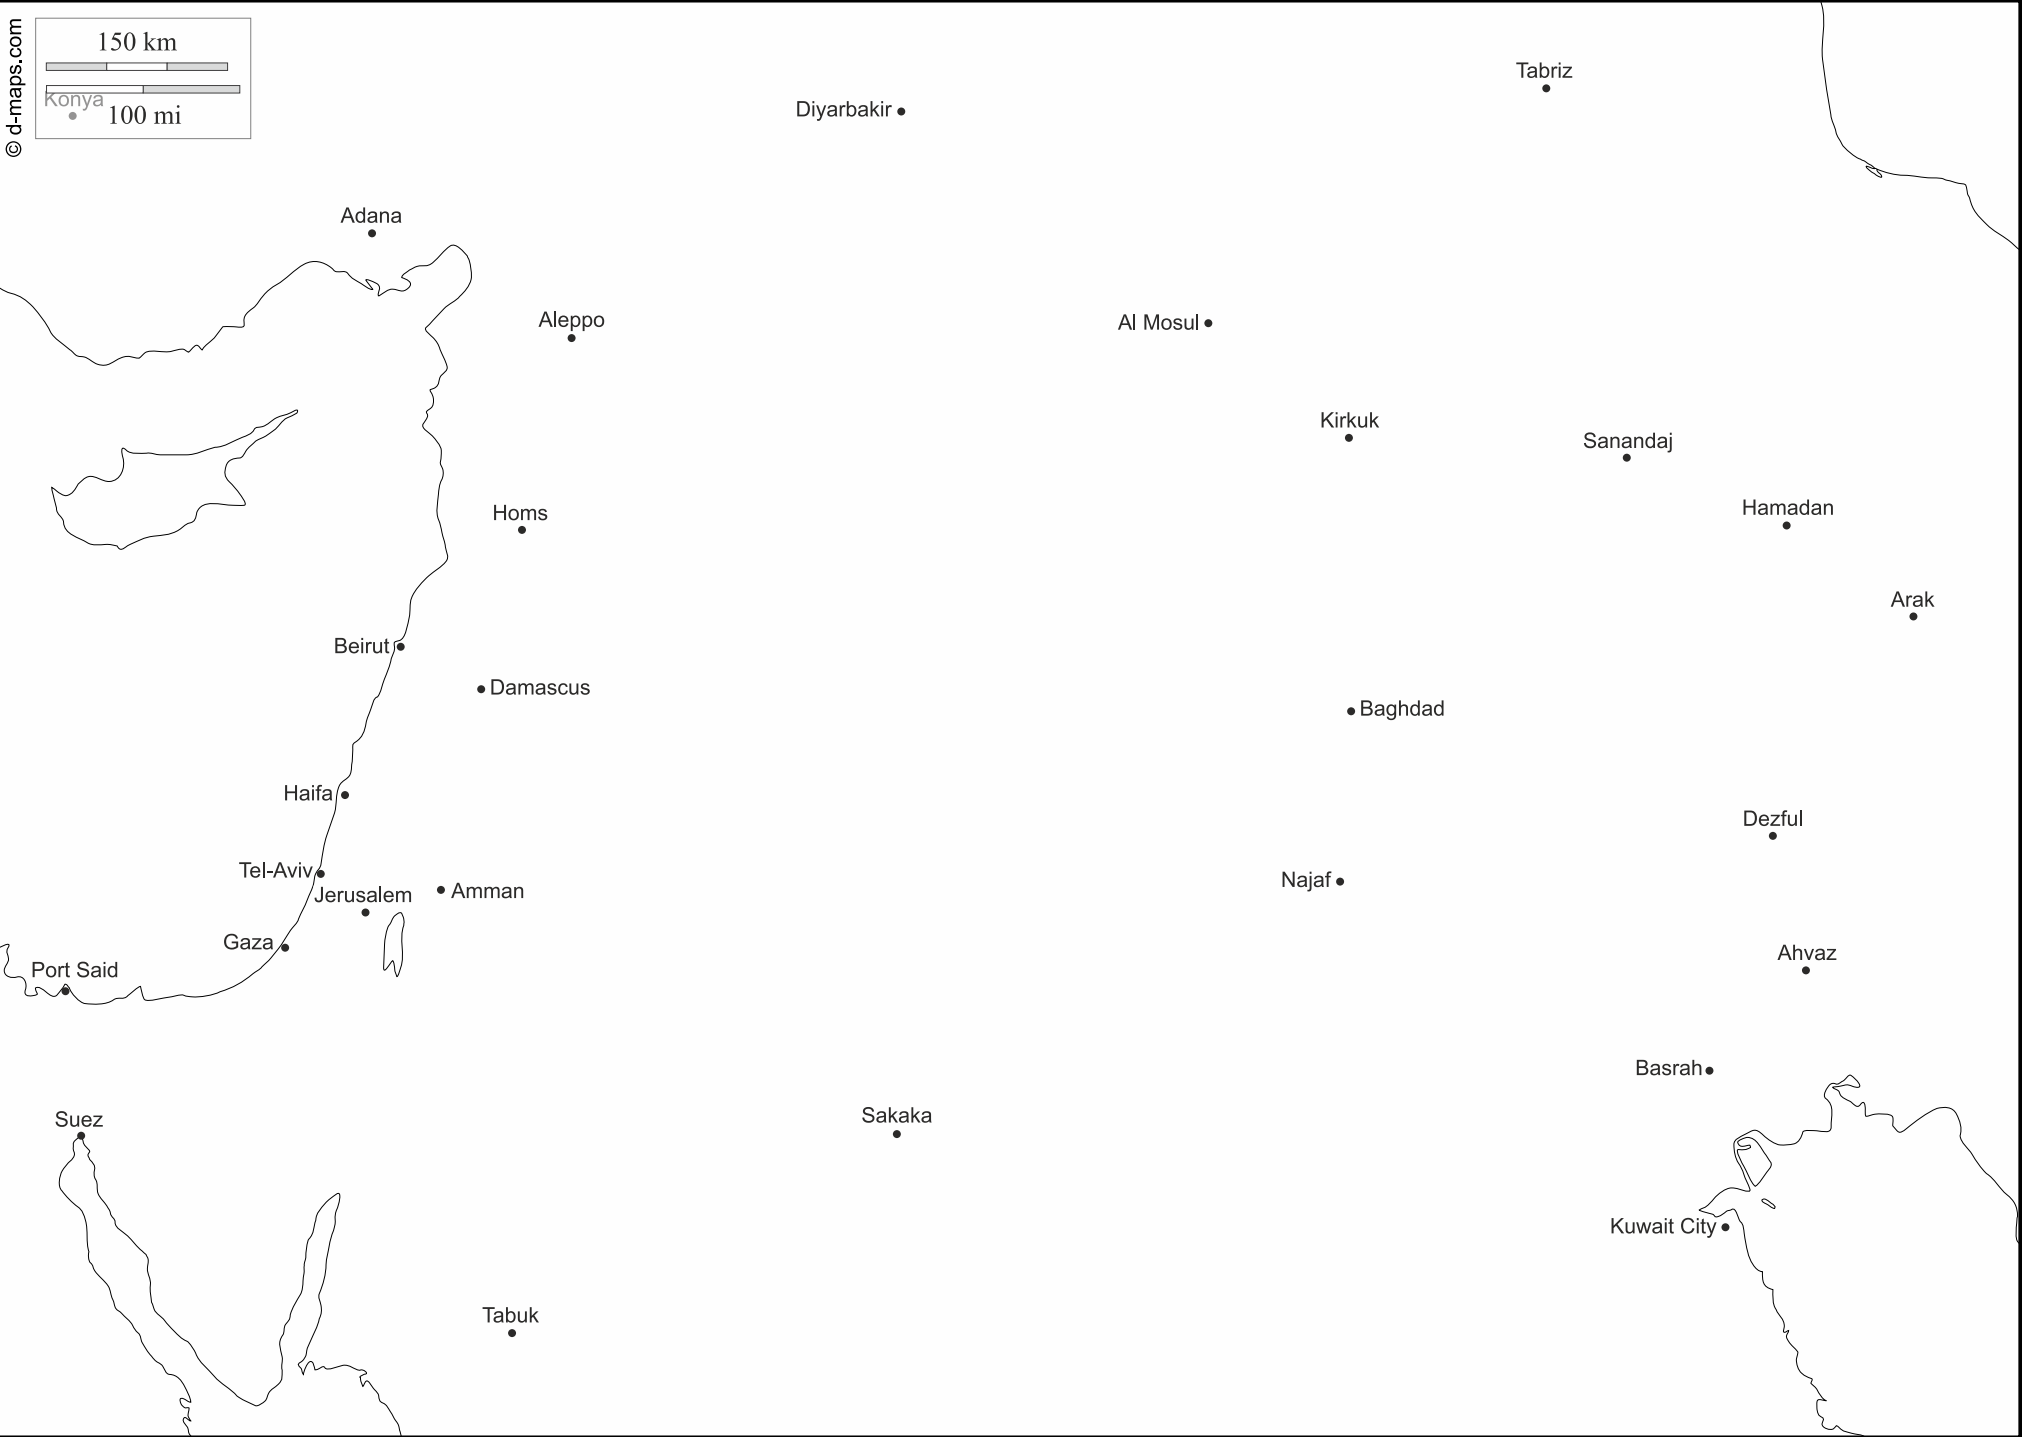 © d-maps.com
150 km
Konya
100 mi
Tabriz
Diyarbakir
Adana
Aleppo
Al Mosul
Kirkuk
Sanandaj
Homs
Hamadan
Arak
Beirut
Damascus
Baghdad
Haifa
Dezful
Tel-Aviv
Jerusalem
Amman
Najaf
Gaza
Ahvaz
Port Said
Basrah
Suez
Sakaka
Kuwait City
Tabuk